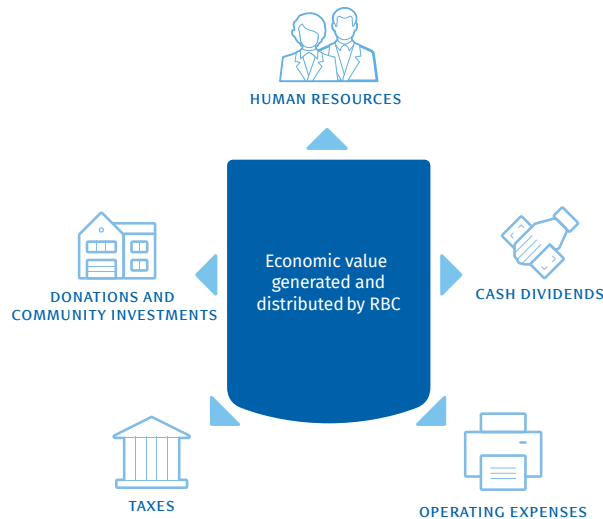 HUMAN RESOURCES
Economic value
generated and
distributed by RBC
DONATIONS AND
COMMUNITY INVESTMENTS
CASH DIVIDENDS
TAXES
OPERATING EXPENSES